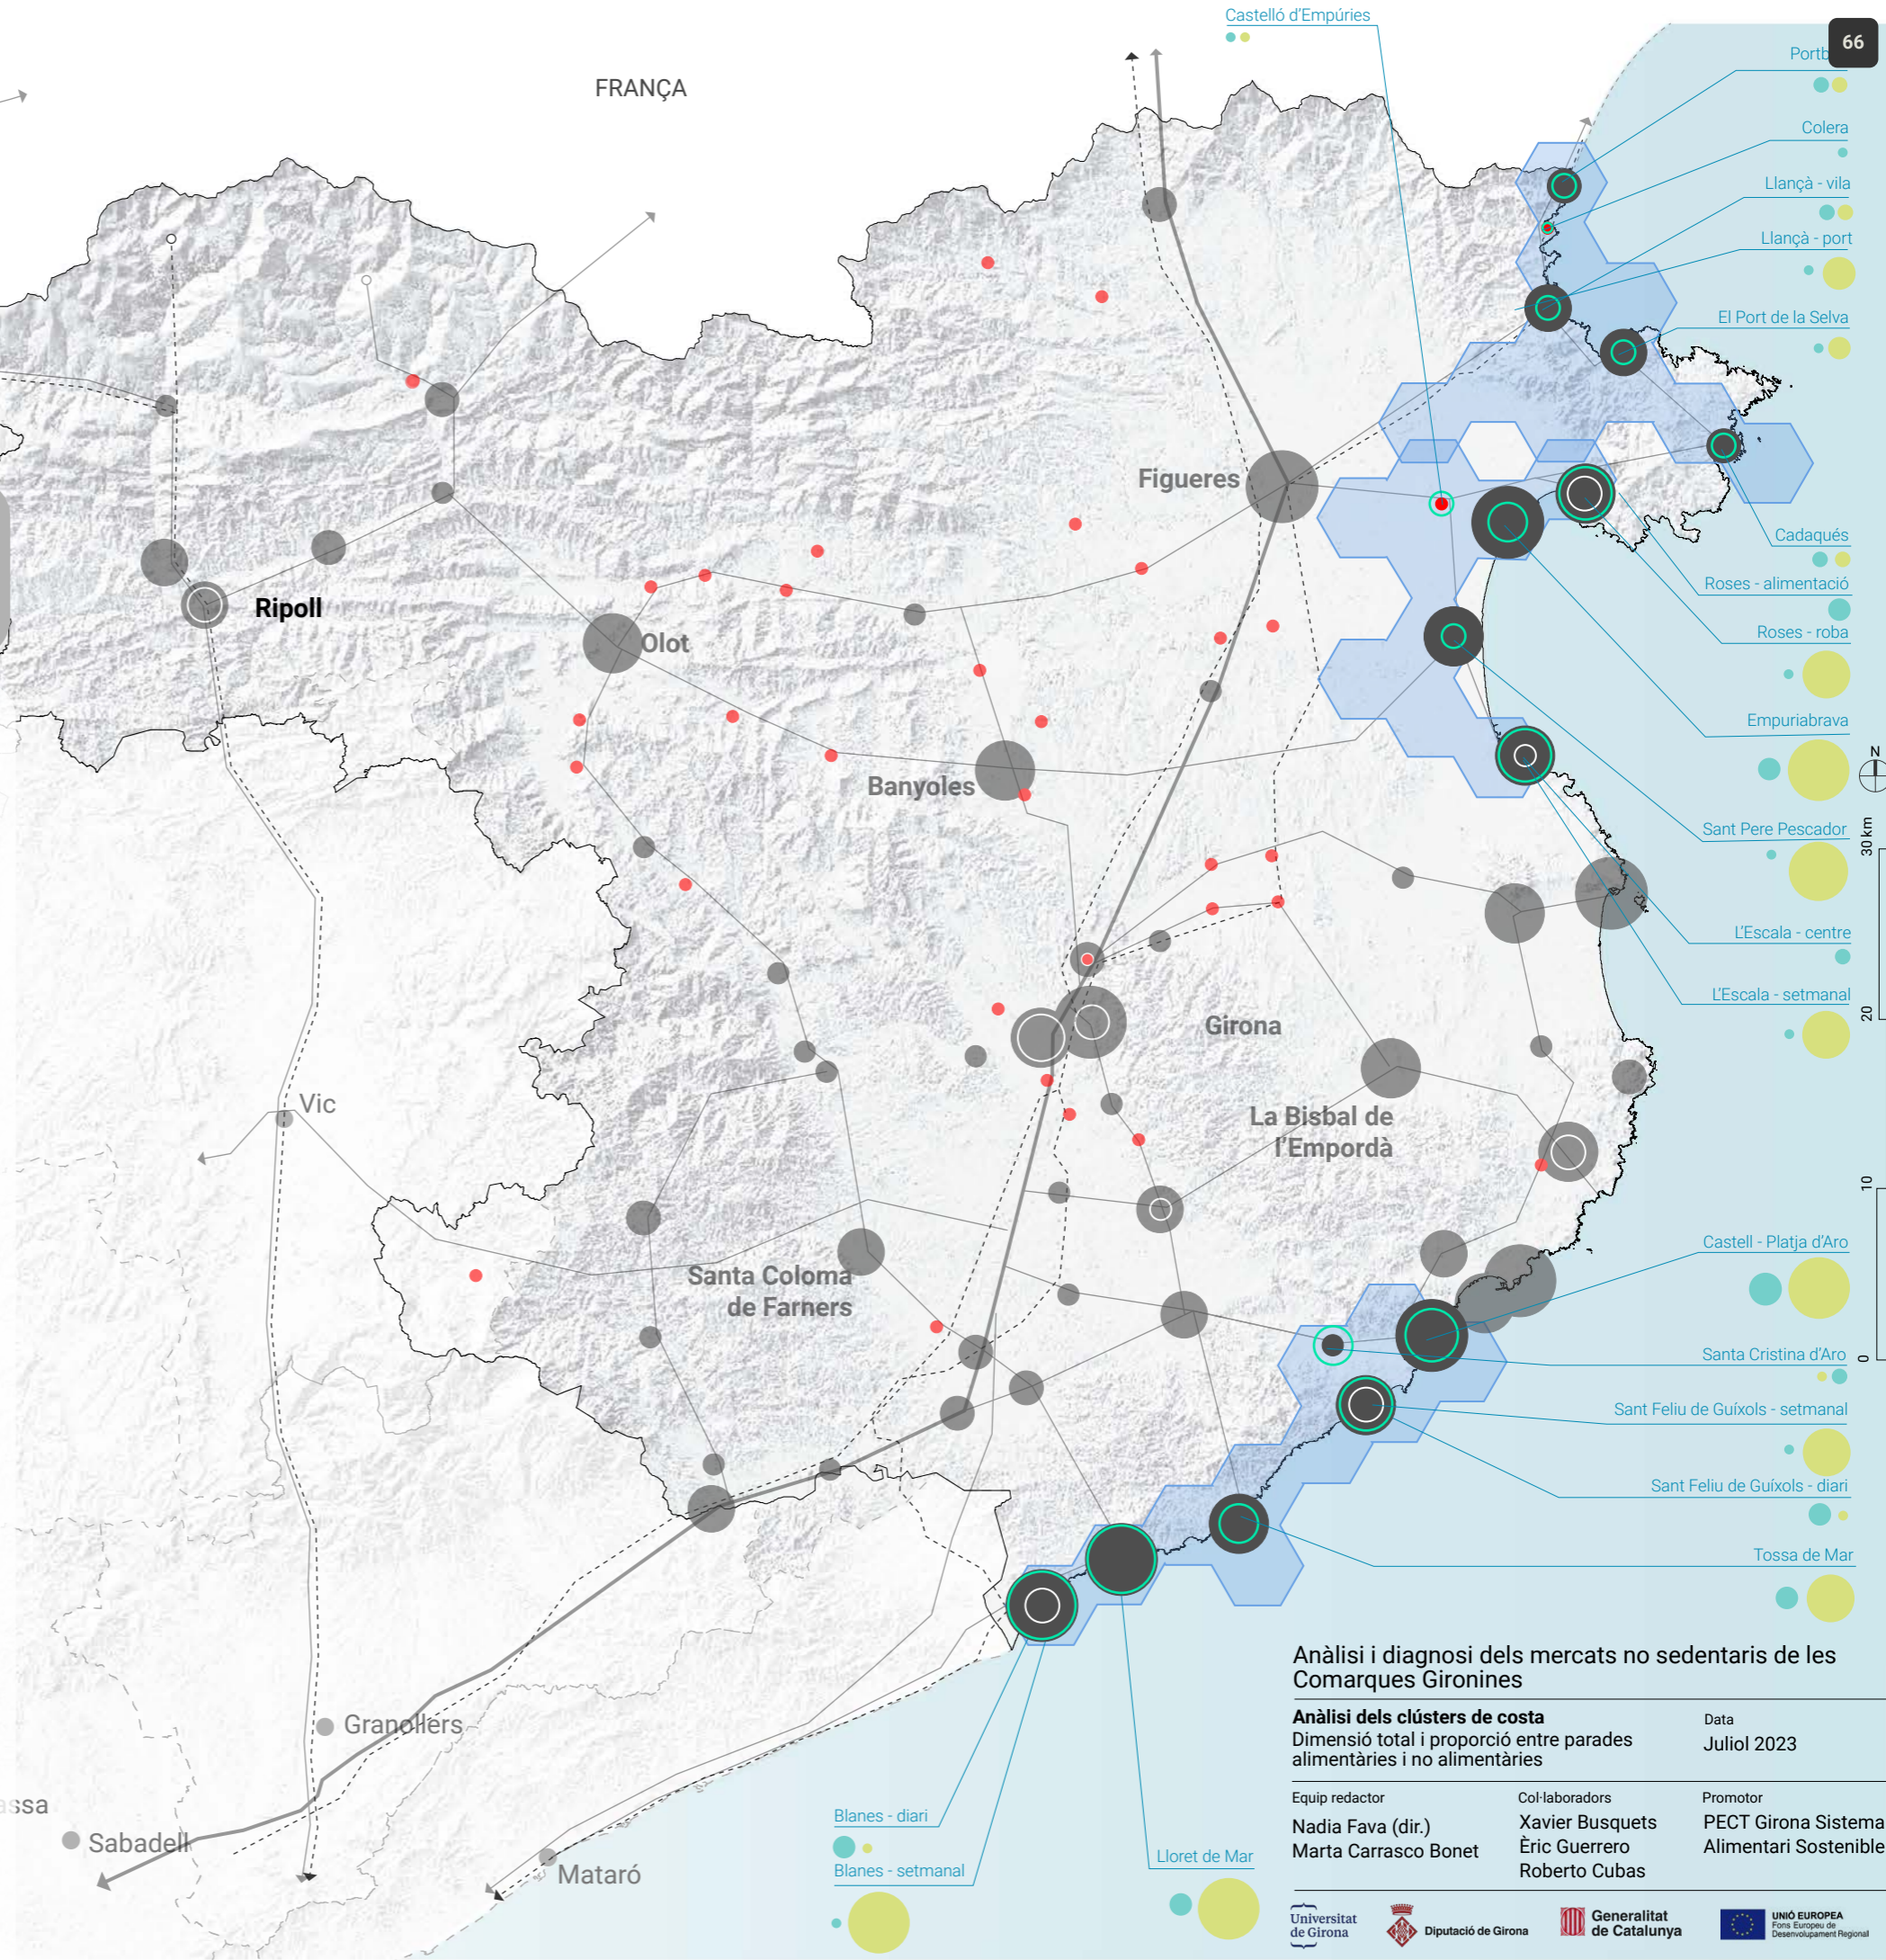 Castelló d'Empúries
66
FRANÇA
Colera
Llançà - vila
Llançà - port
El Port de la Selva
Figueres
Cadaqués
Roses - alimentació
Ripoll
Roses - roba
Olot
Empuriabrava
N
Banyoles
Sant Pere Pescador
30 km
L'Escala - centre
L'Escala - setmanal
20
Girona
Vic
La Bisbal de
l'Empordà
10
Castell - Platja d'Aro
Santa Coloma
de Farners
Santa Cristina d'Aro
0
Sant Feliu de Guíxols - setmanal
Sant Feliu de Guíxols - diari
Tossa de Mar
Anàlisi i diagnosi dels mercats no sedentaris de les
Comarques Gironines
Anàlisi dels clústers de costa
Dimensió total i proporció entre parades
alimentàries i no alimentàries
Data
Juliol 2023
Granollers
Sabadell
Mataró
Blanes - diari
Blanes - setmanal
Lloret de Mar
Equip redactor
Nadia Fava (dir.)
Marta Carrasco Bonet
Col·laboradors
Xavier Busquets
Èric Guerrero
Roberto Cubas
Promotor
PECT Girona Sistema
Alimentari Sostenible
Universitat
de Girona
Diputació de Girona
Generalitat
de Catalunya
UNIÓ EUROPEA
Fons Europeu de
Desenvolupament Regional